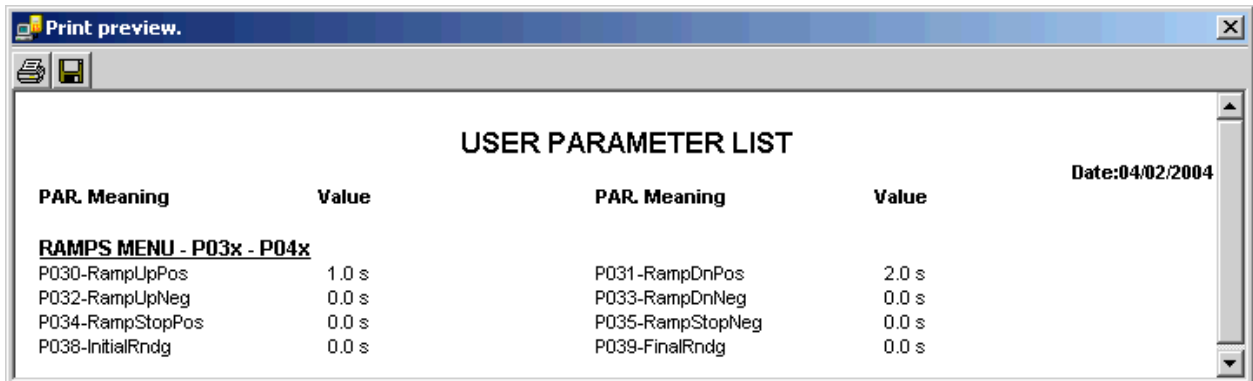 Print preview.
USER PARAMETER LIST
Date:04/02/2004
PAR. Meaning Value PAR. Meaning Value
RAMPS MENU - P03x - P04x
P030-RampUpPos 1.0 s P031-RampDnPos 2.0 s
P032-RampUpNeg 0.0 s P033-RampDnNeg 0.0 s
P034-RampStopPos 0.0 s P035-RampStopNeg 0.0 s
P038-InitialRndg 0.0 s P039-FinalRndg 0.0 s